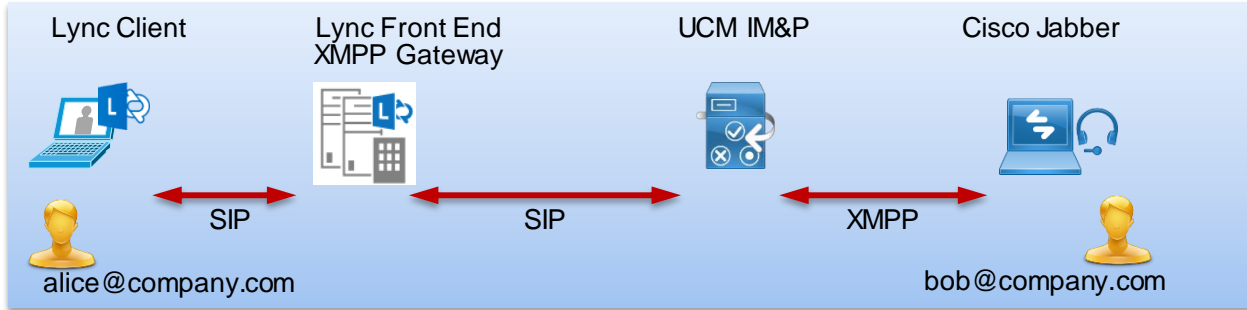 Lync Client
Lync Front End
XMPP Gateway
UCM IM&P
Cisco Jabber
L
L
SIP
SIP
XMPP
alice@company.com
bob@company.com